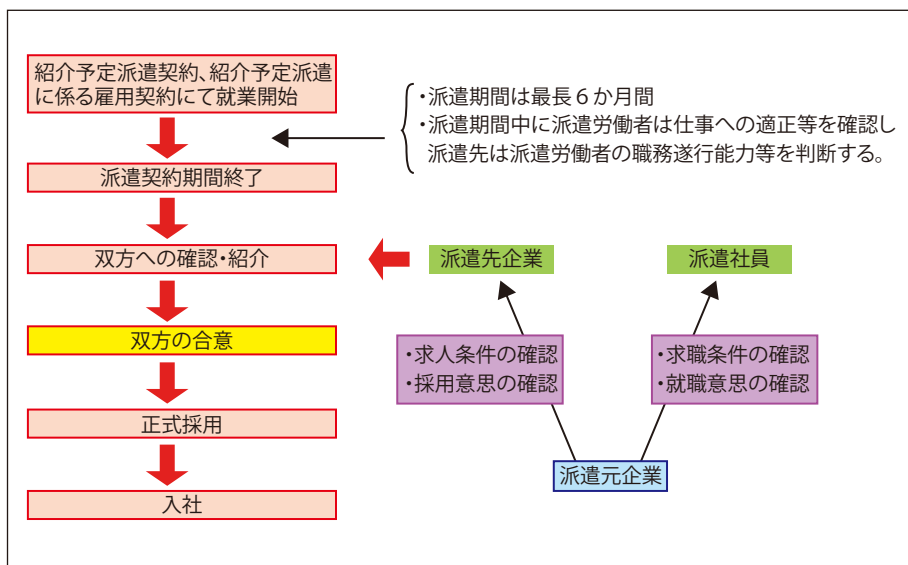 紹介予定派遣契約、紹介予定派遣
に係る雇用契約にて就業開始
・派遣期間は最長６か月間
・派遣期間中に派遣労働者は仕事への適正等を確認し
派遣先は派遣労働者の職務遂行能力等を判断する。
派遣契約期間終了
双方への確認・紹介
派遣先企業
派遣社員
双方の合意
・求人条件の確認
・採用意思の確認
・求職条件の確認
・就職意思の確認
正式採用
派遣元企業
入社